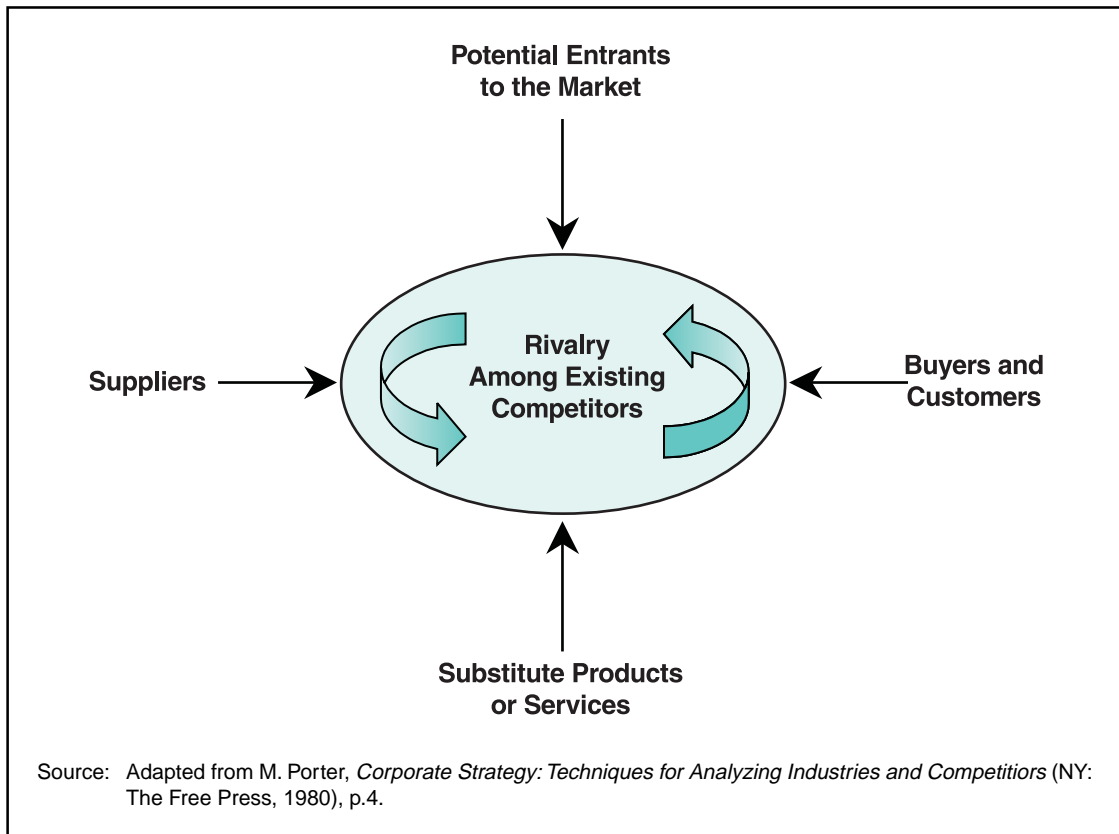 Potential Entrants
to the Market
Suppliers
Rivalry
Among Existing
Competitors
Buyers and
Customers
Substitute Products
or Services
Source: Adapted from M. Porter, Corporate Strategy: Techniques for Analyzing Industries and Competitiors (NY:
The Free Press, 1980), p.4.